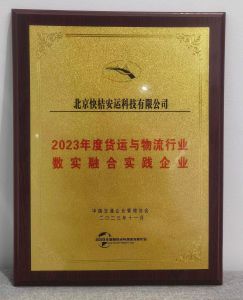 北京快桔安运科技有限公司
2023年度货运与物流行业
数实融合实践企业
中国交通企业管理协会
二〇二三年十一月